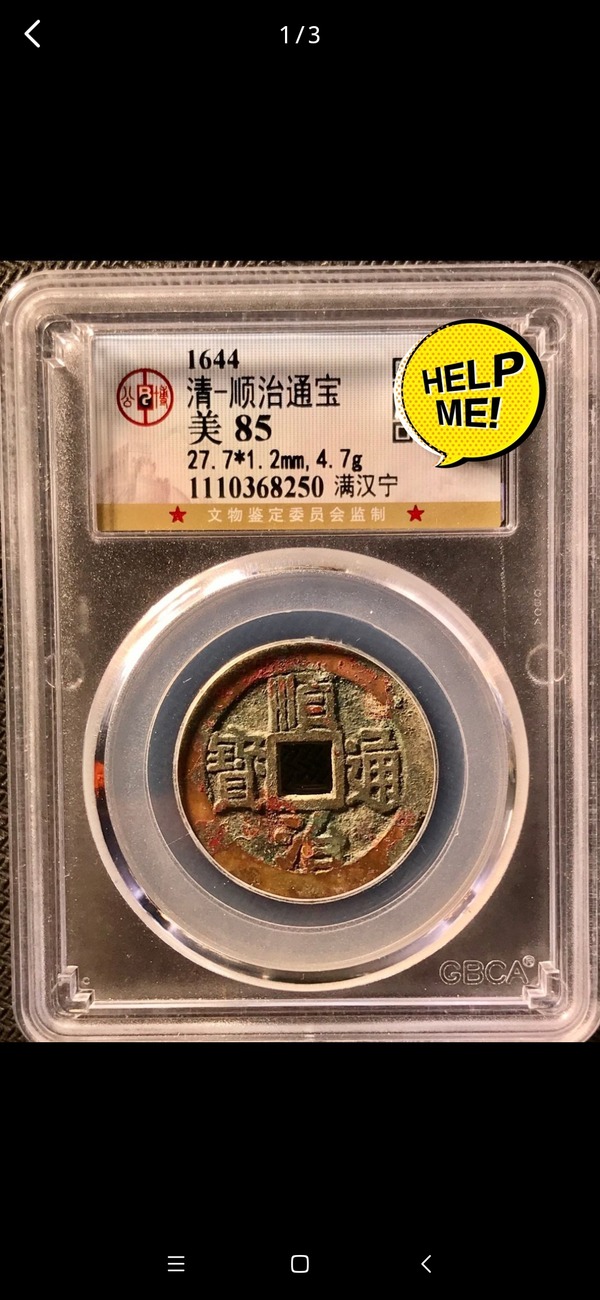 1/3
1644
清-顺治通宝
美 85
27.7*1.2mm, 4.7g
1110368250 满汉宁
★ 文物鉴定委员会监制 ★
HELP
ME!
GBCA
順
寶 通
治
GBCA®